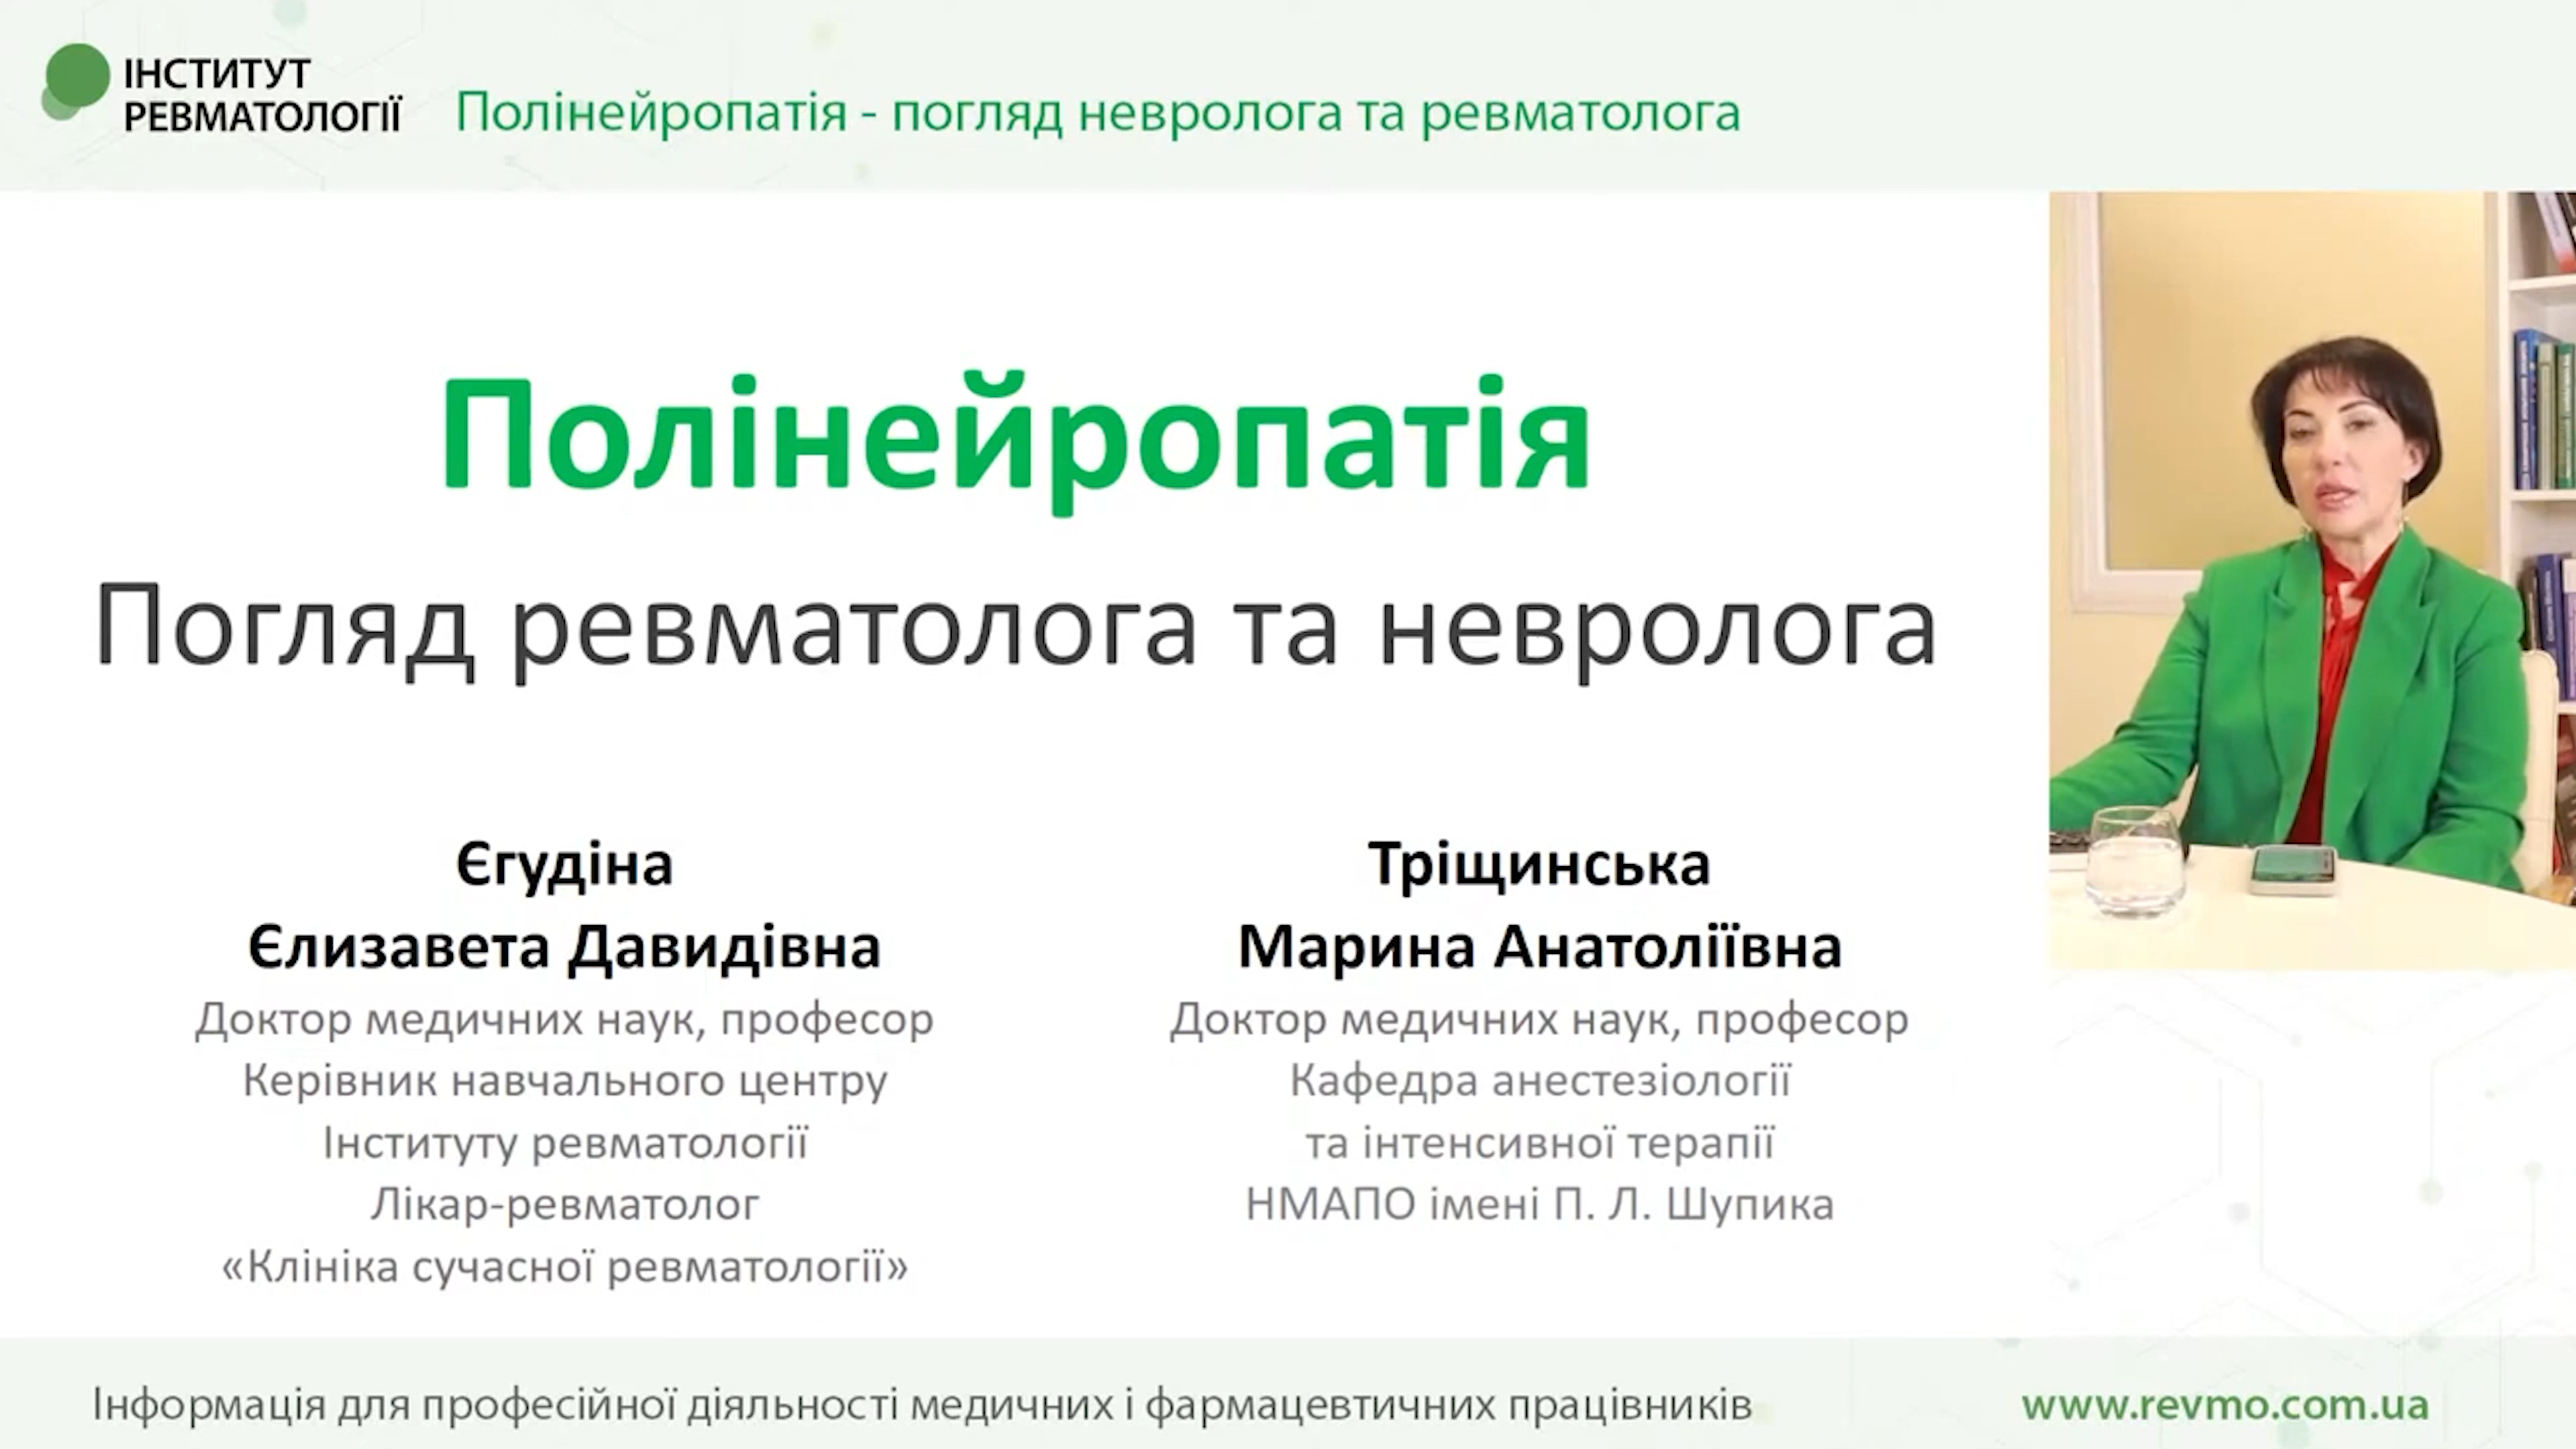 ІНСТИТУТ
РЕВМАТОЛОГІЇ
Полінейропатія - погляд невролога та ревматолога
Полінейропатія
Погляд ревматолога та невролога
Єгудіна
Єлизавета Давидівна
Доктор медичних наук, професор
Керівник навчального центру
Інституту ревматології
Лікар-ревматолог
«Клініка сучасної ревматології»
Тріщинська
Марина Анатоліївна
Доктор медичних наук, професор
Кафедра анестезіології
та інтенсивної терапії
НМАПО імені П. Л. Шупика
Інформація для професійної діяльності медичних і фармацевтичних працівників
www.revmo.com.ua